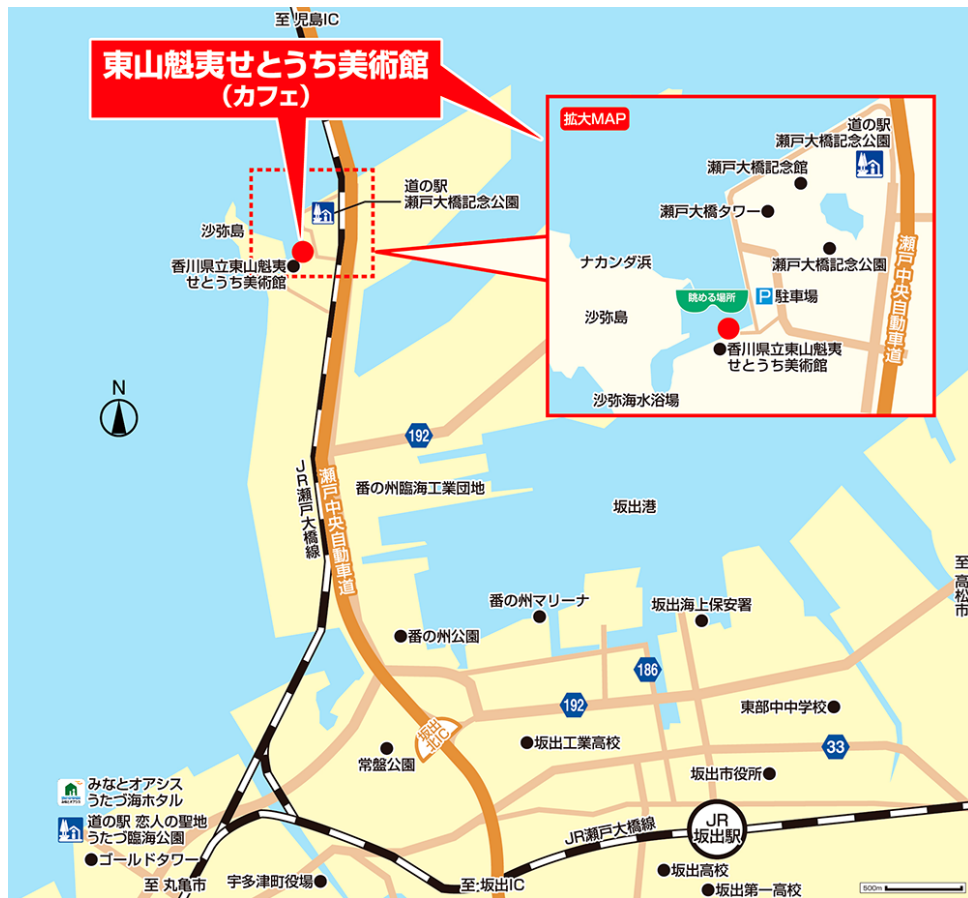 至 児島IC
東山魁夷せとうち美術館
(カフェ)
拡大MAP
道の駅
瀬戸大橋記念公園
瀬戸大橋記念館
瀬戸大橋タワー
瀬戸大橋記念公園
瀬戸中央自動車道
ナカンダ浜
眺める場所
P 駐車場
沙弥島
香川県立東山魁夷
せとうち美術館
沙弥海水浴場
道の駅
瀬戸大橋記念公園
沙弥島
香川県立東山魁夷
せとうち美術館
N
192
JR瀬戸大橋線
瀬戸中央自動車道
番の州臨海工業団地
坂出港
至 高松市
番の州マリーナ
坂出海上保安署
番の州公園
186
192
東部中中学校
坂出
北IC
坂出工業高校
33
常盤公園
坂出市役所
みなとオアシス
うたづ海ホタル
道の駅 恋人の聖地
うたづ臨海公園
JR
坂出駅
JR瀬戸大橋線
ゴールドタワー
坂出高校
至 丸亀市
宇多津町役場
至 坂出IC
坂出第一高校
500m